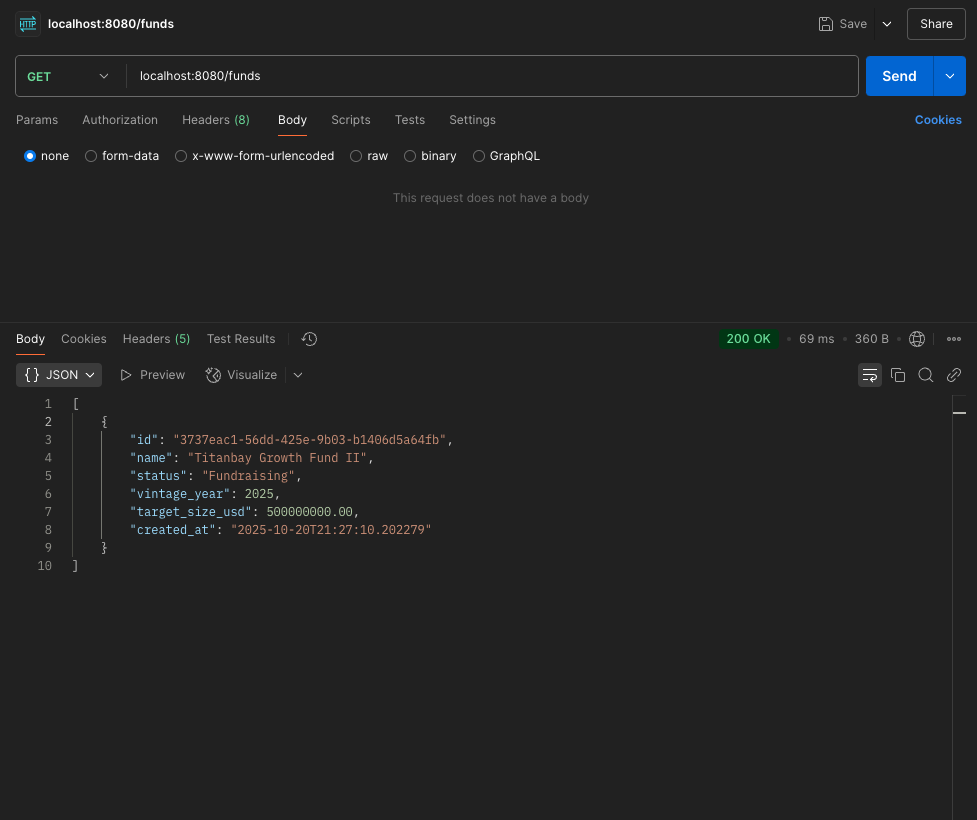 HTTP localhost:8080/funds Save Share
GET localhost:8080/funds Send
Params Authorization Headers (8) Body Scripts Tests Settings Cookies
none form-data x-www-form-urlencoded raw binary GraphQL
This request does not have a body
Body Cookies Headers (5) Test Results 200 OK • 69 ms • 360 B •
{} JSON Preview Visualize
1 [
2 {
3 "id": "3737eac1-56dd-425e-9b03-b1406d5a64fb",
4 "name": "Titanbay Growth Fund II",
5 "status": "Fundraising",
6 "vintage_year": 2025,
7 "target_size_usd": 500000000.00,
8 "created_at": "2025-10-20T21:27:10.202279"
9 }
10 ]